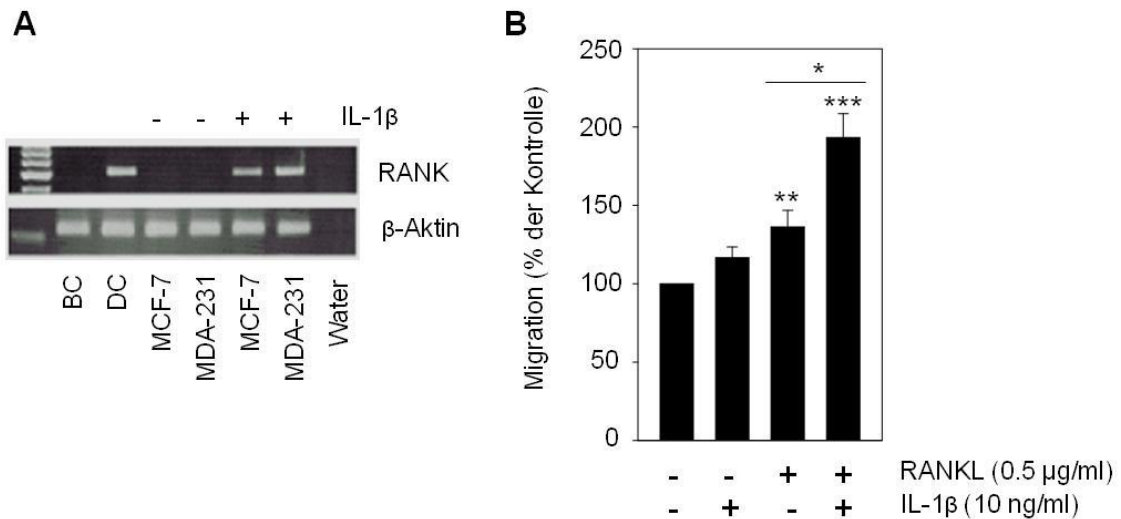 A
- - + + IL-1β
RANK
β-Aktin
BC DC MCF-7 MDA-231 MCF-7 MDA-231 Water
B
Migration (% der Kontrolle)
250
200
150
100
50
0
*
***
**
- - + + RANKL (0.5 µg/ml)
- + - + IL-1β (10 ng/ml)